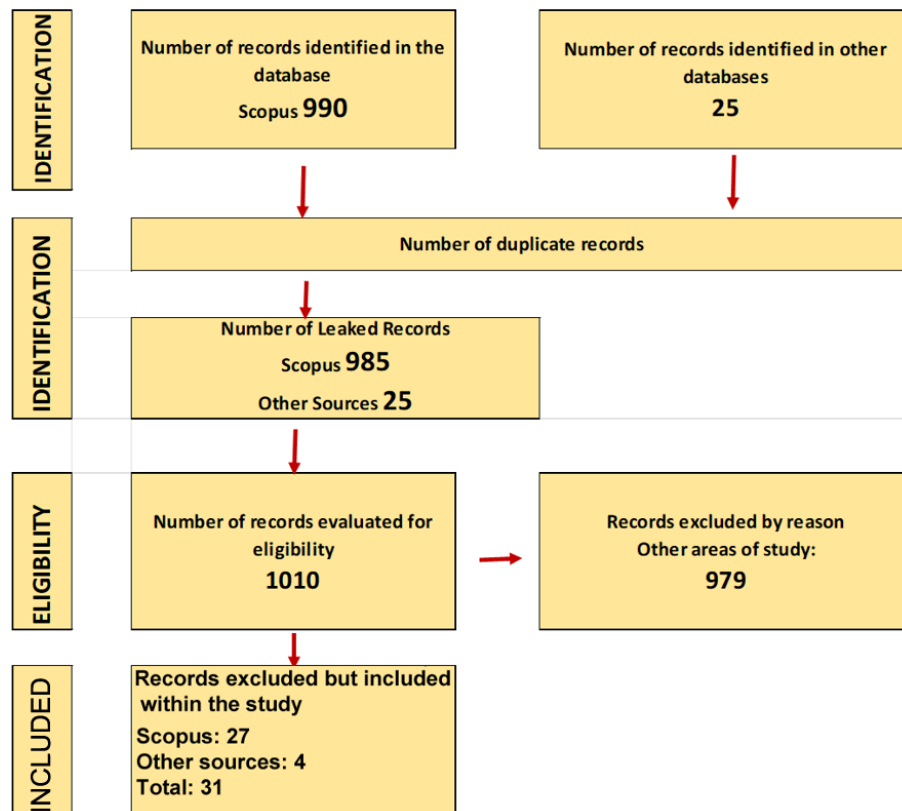 IDENTIFICATION
Number of records identified in the
database
Scopus 990
Number of records identified in other
databases
25
IDENTIFICATION
Number of duplicate records
Number of Leaked Records
Scopus 985
Other Sources 25
ELIGIBILITY
Number of records evaluated for
eligibility
1010
Records excluded by reason
Other areas of study:
979
INCLUDED
Records excluded but included
within the study
Scopus: 27
Other sources: 4
Total: 31